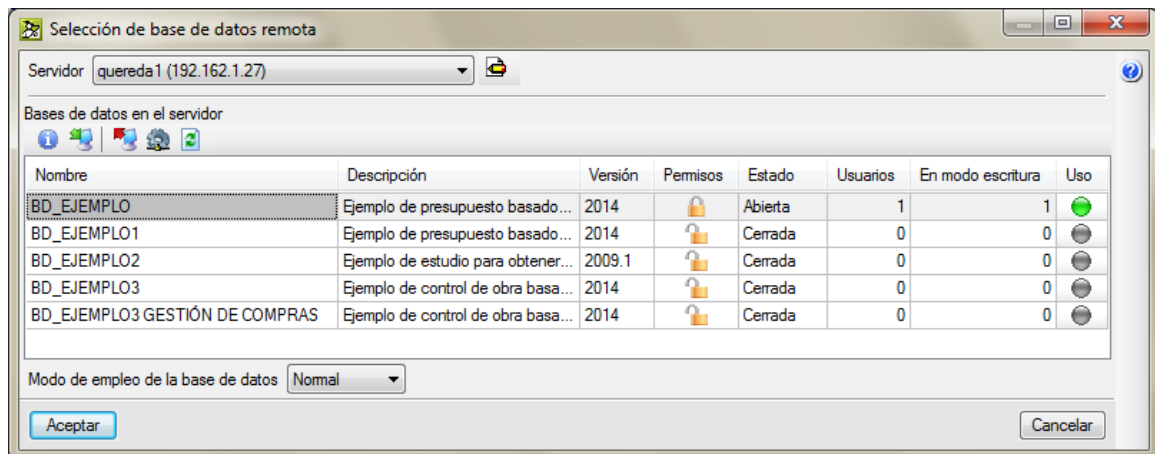 Selección de base de datos remota
Servidor quereda1 (192.162.1.27)
Bases de datos en el servidor
Nombre Descripción Versión Permisos Estado Usuarios En modo escritura Uso
BD_EJEMPLO Ejemplo de presupuesto basado... 2014 Abierta 1 1
BD_EJEMPLO1 Ejemplo de presupuesto basado... 2014 Cerrada 0 0
BD_EJEMPLO2 Ejemplo de estudio para obtener... 2009.1 Cerrada 0 0
BD_EJEMPLO3 Ejemplo de control de obra basa... 2014 Cerrada 0 0
BD_EJEMPLO3 GESTIÓN DE COMPRAS Ejemplo de control de obra basa... 2014 Cerrada 0 0
Modo de empleo de la base de datos Normal
Aceptar Cancelar